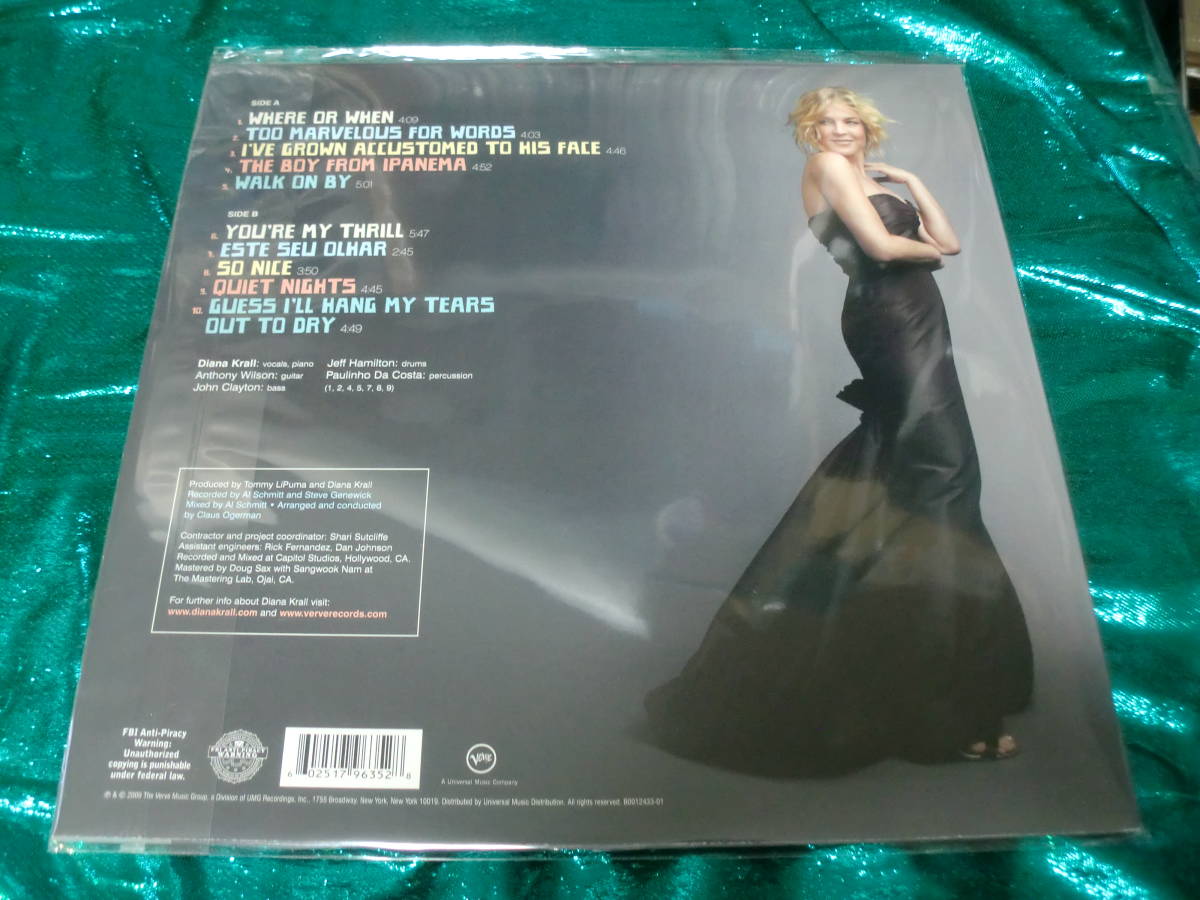 SIDE A
1. WHERE OR WHEN 4:09
2. TOO MARVELOUS FOR WORDS 4:03
3. I'VE GROWN ACCUSTOMED TO HIS FACE 4:46
4. THE BOY FROM IPANEMA 4:52
5. WALK ON BY 5:01
SIDE B
6. YOU'RE MY THRILL 5:47
7. ESTE SEU OLHAR 2:45
8. SO NICE 3:50
9. QUIET NIGHTS 4:45
10. GUESS I'LL HANG MY TEARS
OUT TO DRY 4:49
Diana Krall: vocals, piano
Anthony Wilson: guitar
John Clayton: bass
Jeff Hamilton: drums
Paulinho Da Costa: percussion
(1, 2, 4, 5, 7, 8, 9)
Produced by Tommy LiPuma and Diana Krall
Recorded by Al Schmitt and Steve Genewick
Mixed by Al Schmitt • Arranged and conducted
by Claus Ogerman
Contractor and project coordinator: Shari Sutcliffe
Assistant engineers: Rick Fernandez, Dan Johnson
Recorded and Mixed at Capitol Studios, Hollywood, CA.
Mastered by Doug Sax with Sangwook Nam at
The Mastering Lab, Ojai, CA.
For further info about Diana Krall visit:
www.dianakrall.com and www.ververecords.com
FBI Anti-Piracy
Warning:
Unauthorized
copying is punishable
under federal law.
FBI ANTI-PIRACY
WARNING
6 02517 96352 8
Verve
A Universal Music Company
℗ & © 2009 The Verve Music Group, a Division of UMG Recordings, Inc., 1755 Broadway, New York, New York 10019. Distributed by Universal Music Distribution. All rights reserved. B0012433-01